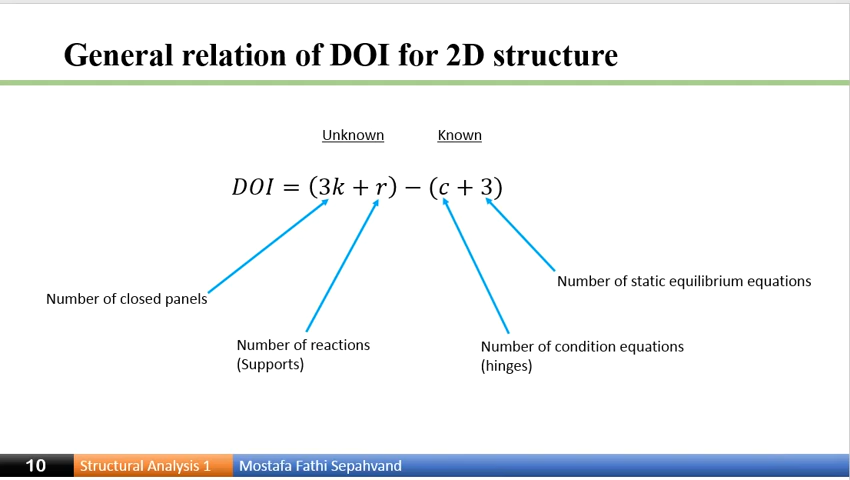 General relation of DOI for 2D structure
Unknown
Known
DOI = (3k + r) − (c + 3)
Number of static equilibrium equations
Number of closed panels
Number of reactions
(Supports)
Number of condition equations
(hinges)
10
Structural Analysis 1
Mostafa Fathi Sepahvand